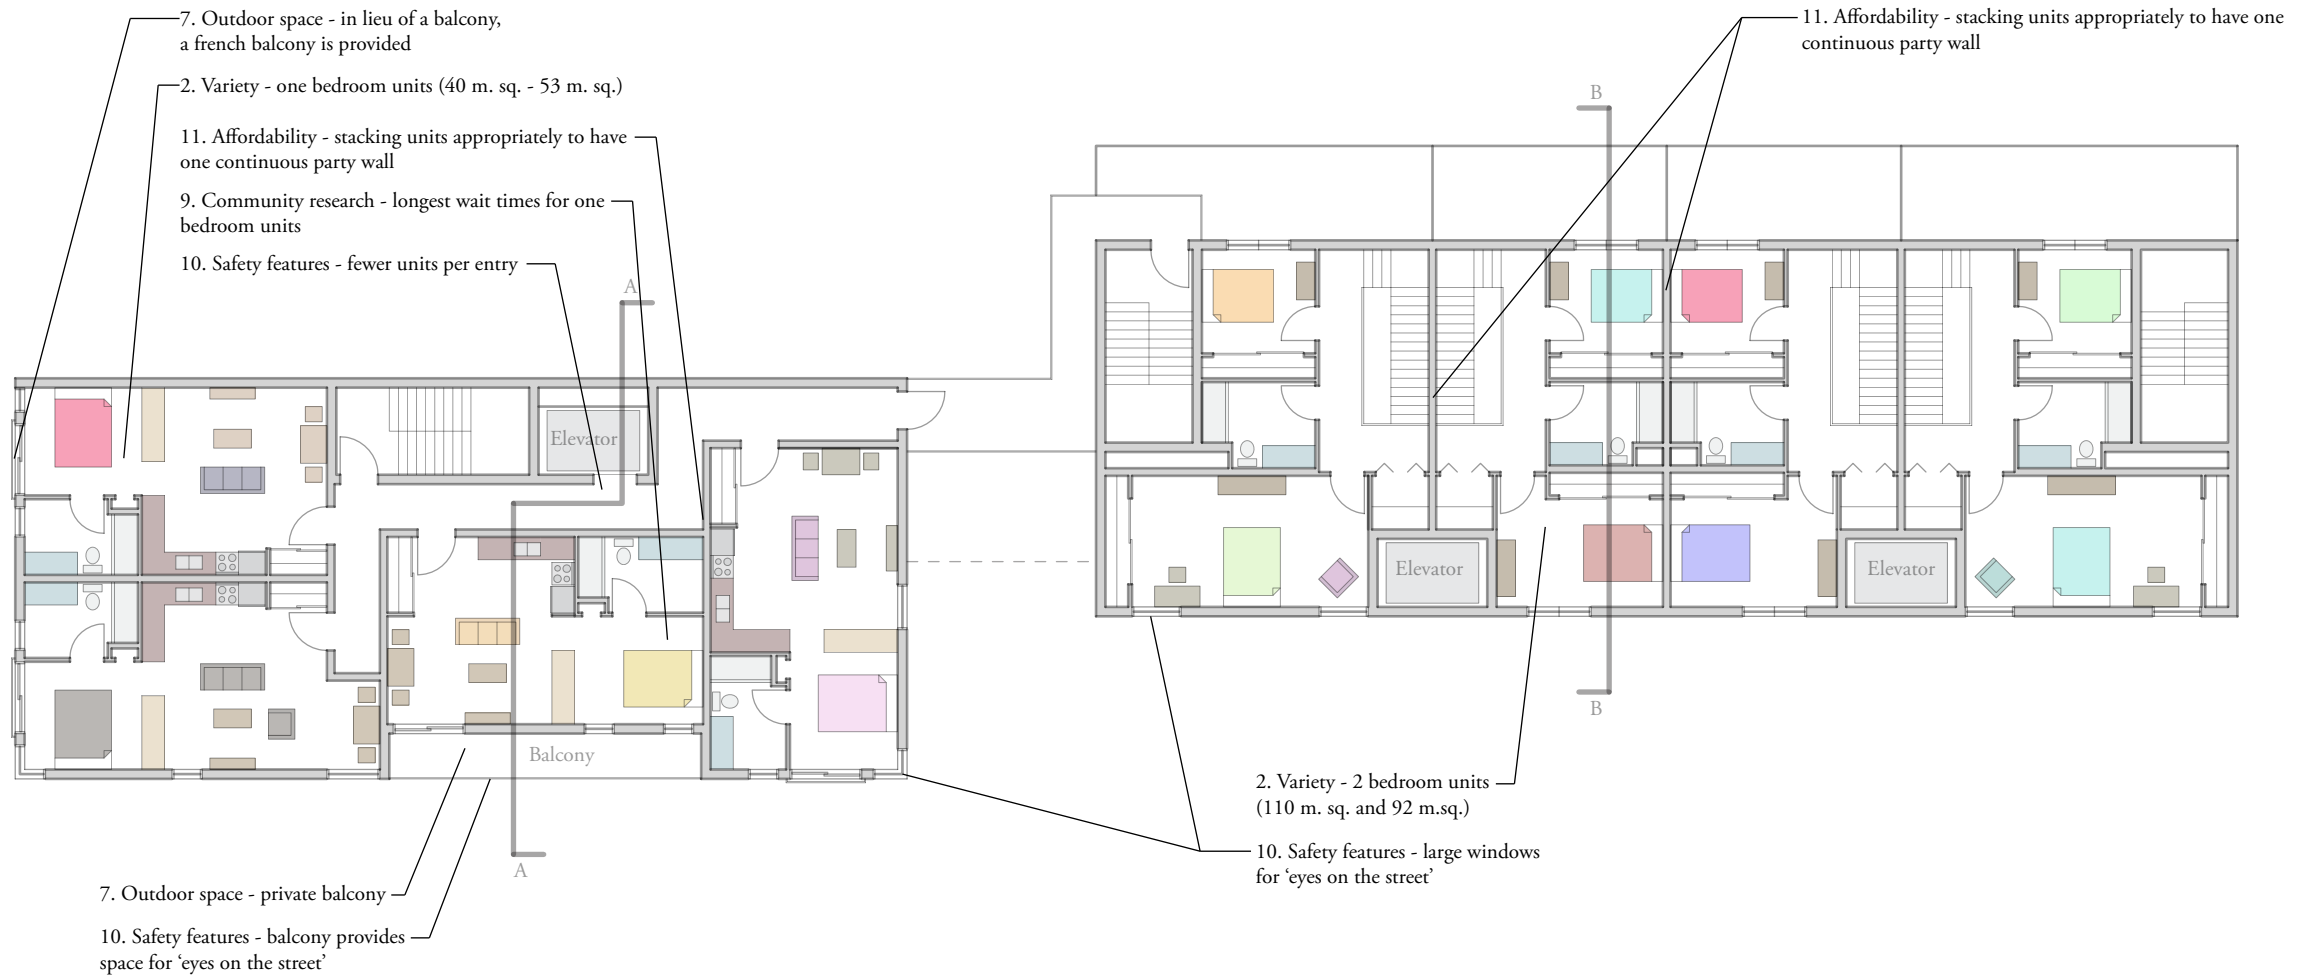 7. Outdoor space - in lieu of a balcony,
a french balcony is provided
2. Variety - one bedroom units (40 m. sq. - 53 m. sq.)
11. Affordability - stacking units appropriately to have
one continuous party wall
9. Community research - longest wait times for one
bedroom units
10. Safety features - fewer units per entry
11. Affordability - stacking units appropriately to have one
continuous party wall
B
A
Elevator
Elevator
Elevator
B
Balcony
A
2. Variety - 2 bedroom units
(110 m. sq. and 92 m.sq.)
10. Safety features - large windows
for ‘eyes on the street’
7. Outdoor space - private balcony
10. Safety features - balcony provides
space for ‘eyes on the street’